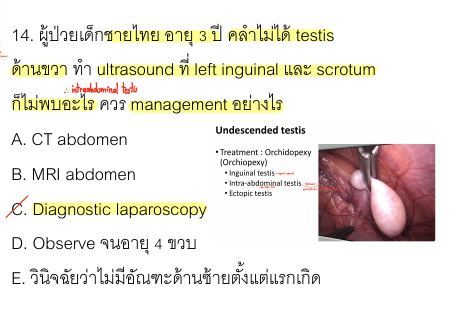 14. ผู้ป่วยเด็กชายไทย อายุ 3 ปี คลำไม่ได้ testis
ด้านขวา ทำ ultrasound ที่ left inguinal และ scrotum
∴ intraabdominal testis
ก็ไม่พบอะไร ควร management อย่างไร
A. CT abdomen
B. MRI abdomen
C. Diagnostic laparoscopy
D. Observe จนอายุ 4 ขวบ
E. วินิจฉัยว่าไม่มีอัณฑะด้านซ้ายตั้งแต่แรกเกิด
Undescended testis
• Treatment : Orchidopexy
(Orchiopexy)
• Inguinal testis
• Intra-abdominal testis
• Ectopic testis